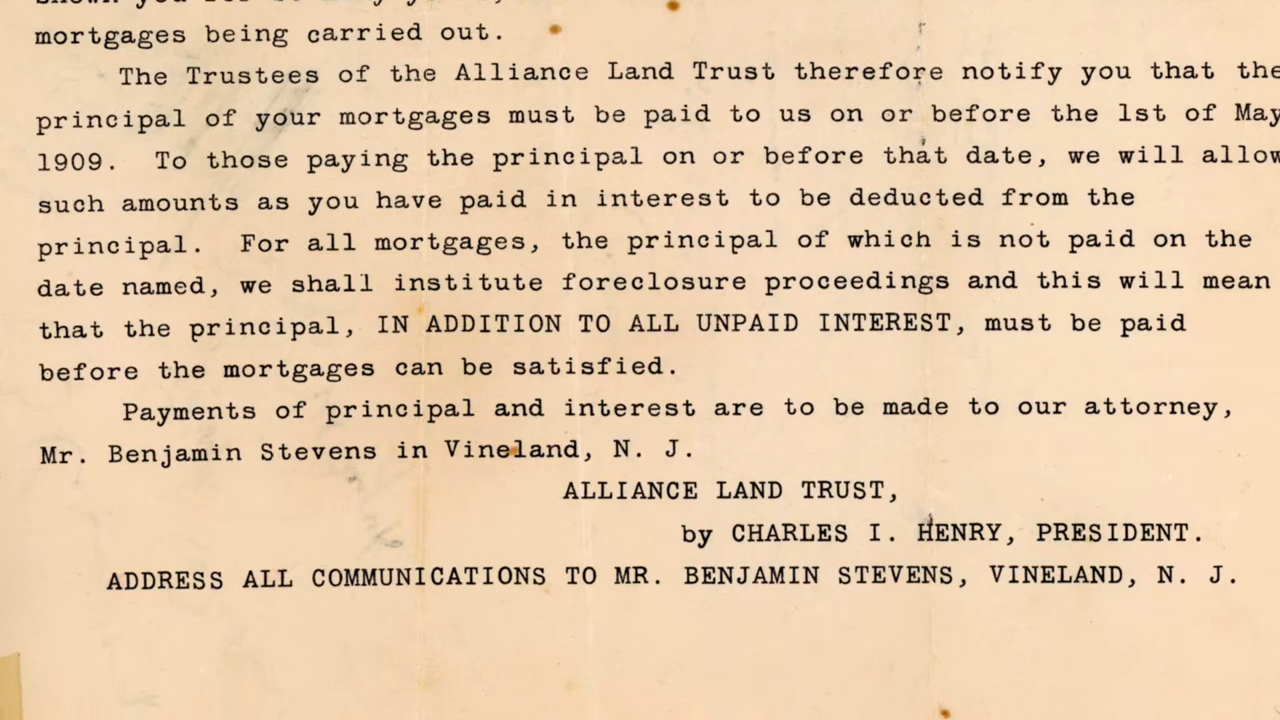 mortgages being carried out.
The Trustees of the Alliance Land Trust therefore notify you that the
principal of your mortgages must be paid to us on or before the 1st of May
1909. To those paying the principal on or before that date, we will allow
such amounts as you have paid in interest to be deducted from the
principal. For all mortgages, the principal of which is not paid on the
date named, we shall institute foreclosure proceedings and this will mean
that the principal, IN ADDITION TO ALL UNPAID INTEREST, must be paid
before the mortgages can be satisfied.
Payments of principal and interest are to be made to our attorney,
Mr. Benjamin Stevens in Vineland, N. J.
ALLIANCE LAND TRUST,
by CHARLES I. HENRY, PRESIDENT.
ADDRESS ALL COMMUNICATIONS TO MR. BENJAMIN STEVENS, VINELAND, N. J.